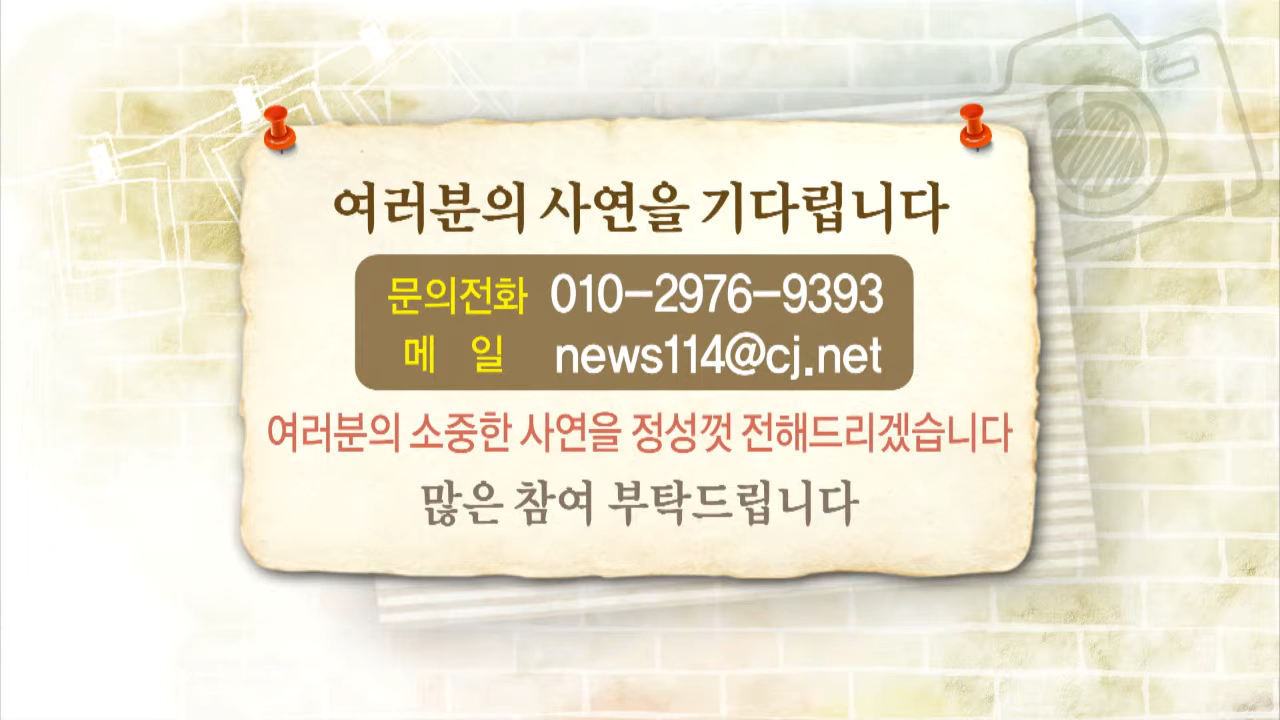 여러분의 사연을 기다립니다
문의전화 010-2976-9393
메 일 news114@cj.net
여러분의 소중한 사연을 정성껏 전해드리겠습니다
많은 참여 부탁드립니다